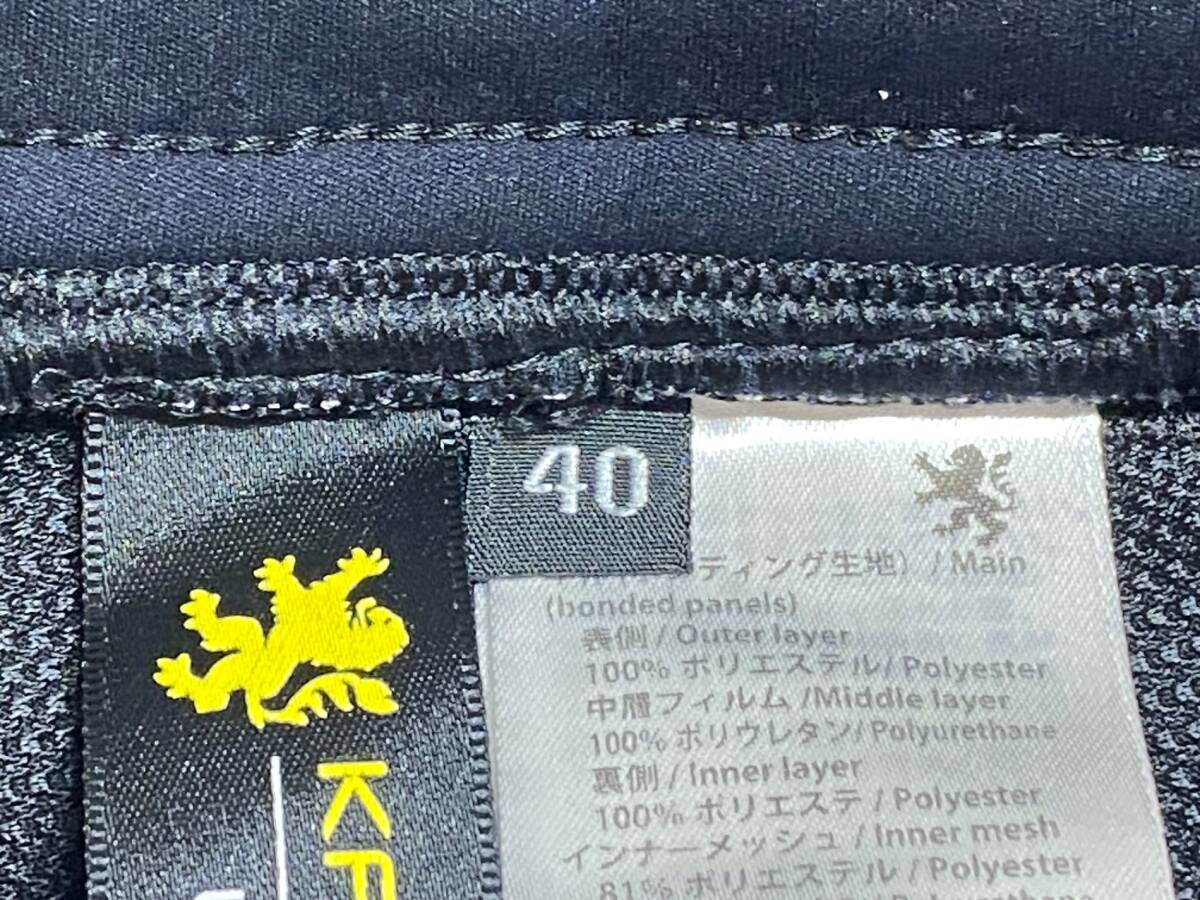 40
ディング生地) / Main
(bonded panels)
表側 / Outer layer
100% ポリエステル/ Polyester
中層フィルム /Middle layer
100% ポリウレタン/ Polyurethane
裏側 / Inner layer
100% ポリエステ / Polyester
インナーメッシュ / Inner mesh
81% ポリエステル / Polyester